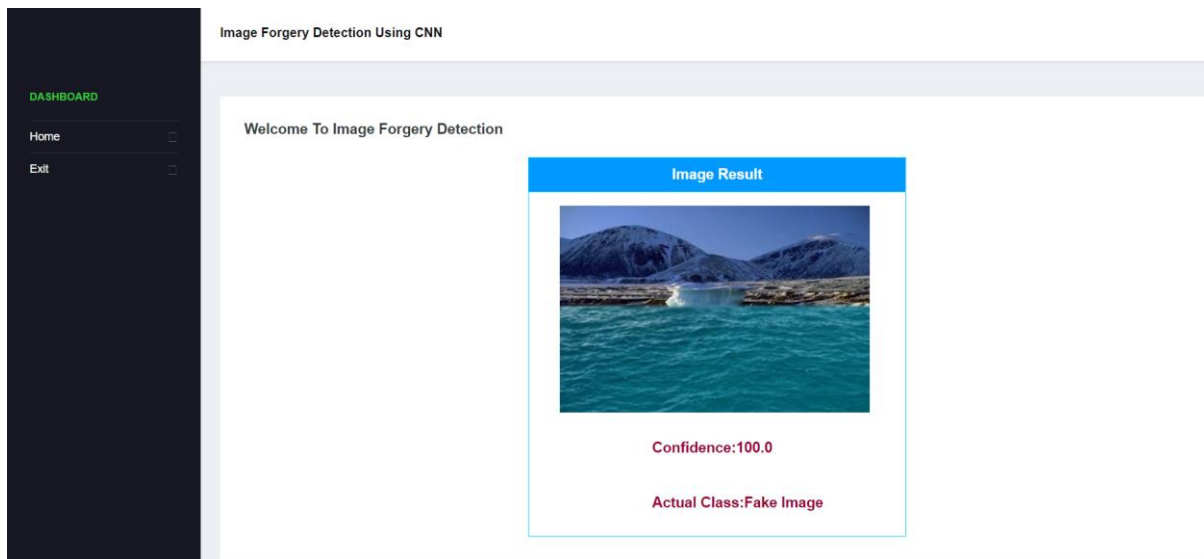 Image Forgery Detection Using CNN
DASHBOARD
Home
Exit
Welcome To Image Forgery Detection
Image Result
Confidence:100.0
Actual Class:Fake Image